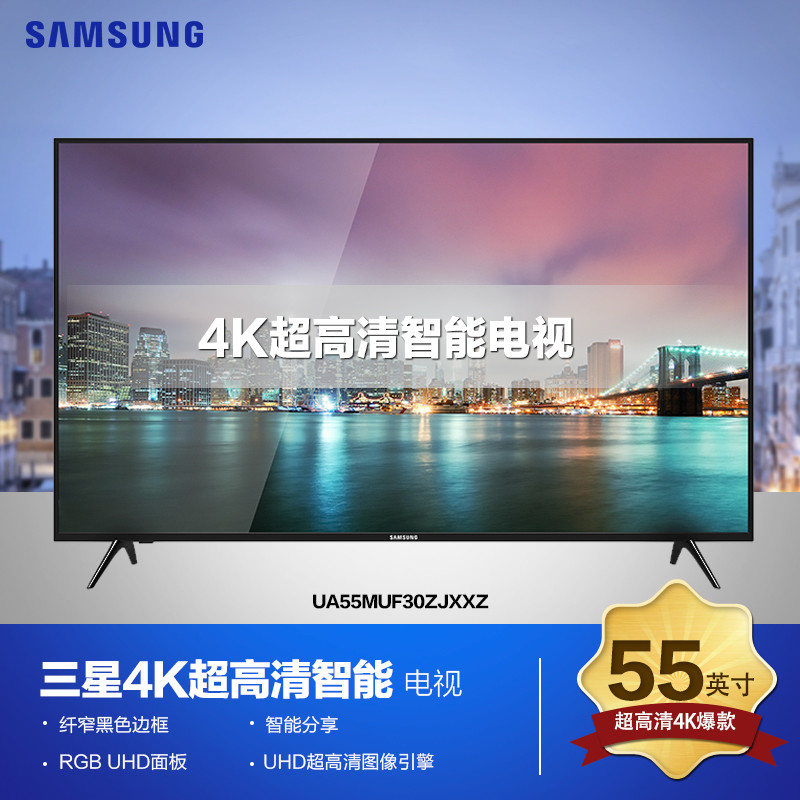 SAMSUNG
4K超高清智能电视
SAMSUNG
UA55MUF30ZJXXZ
三星4K超高清智能 电视
· 纤窄黑色边框
· 智能分享
· RGB UHD面板
· UHD超高清图像引擎
55英寸
超高清4K爆款